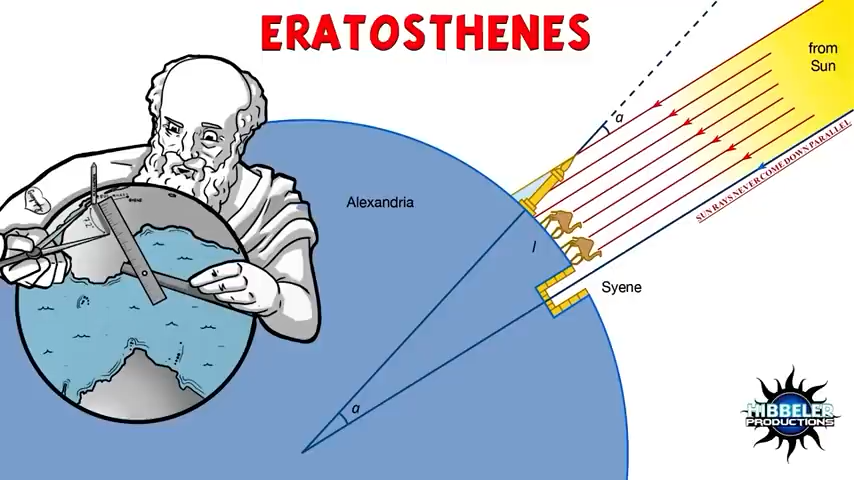 ERATOSTHENES
from
Sun
α
SUN RAYS NEVER COME DOWN PARALLEL
Alexandria
l
Syene
α
HIBBELER
PRODUCTIONS